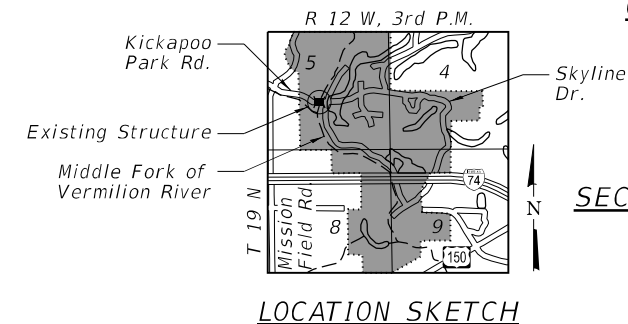 R 12 W, 3rd P.M.
Kickapoo
Park Rd.
5
4
Skyline
Dr.
Existing Structure
Middle Fork of
Vermilion River
74
T 19 N
Mission
Field Rd.
8
9
150
N
SEC
LOCATION SKETCH